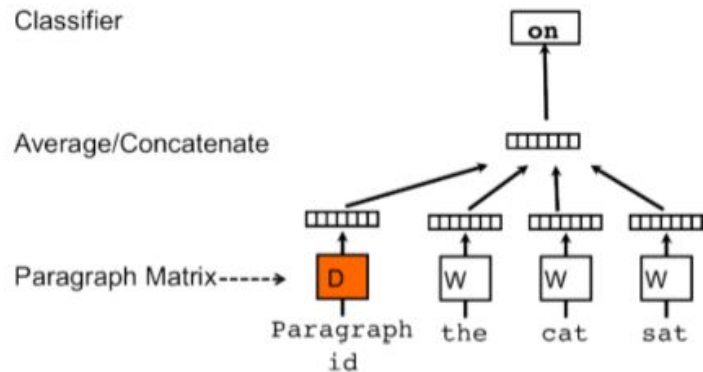 Classifier
on
Average/Concatenate
Paragraph Matrix
D
W
W
W
Paragraph the cat sat
id